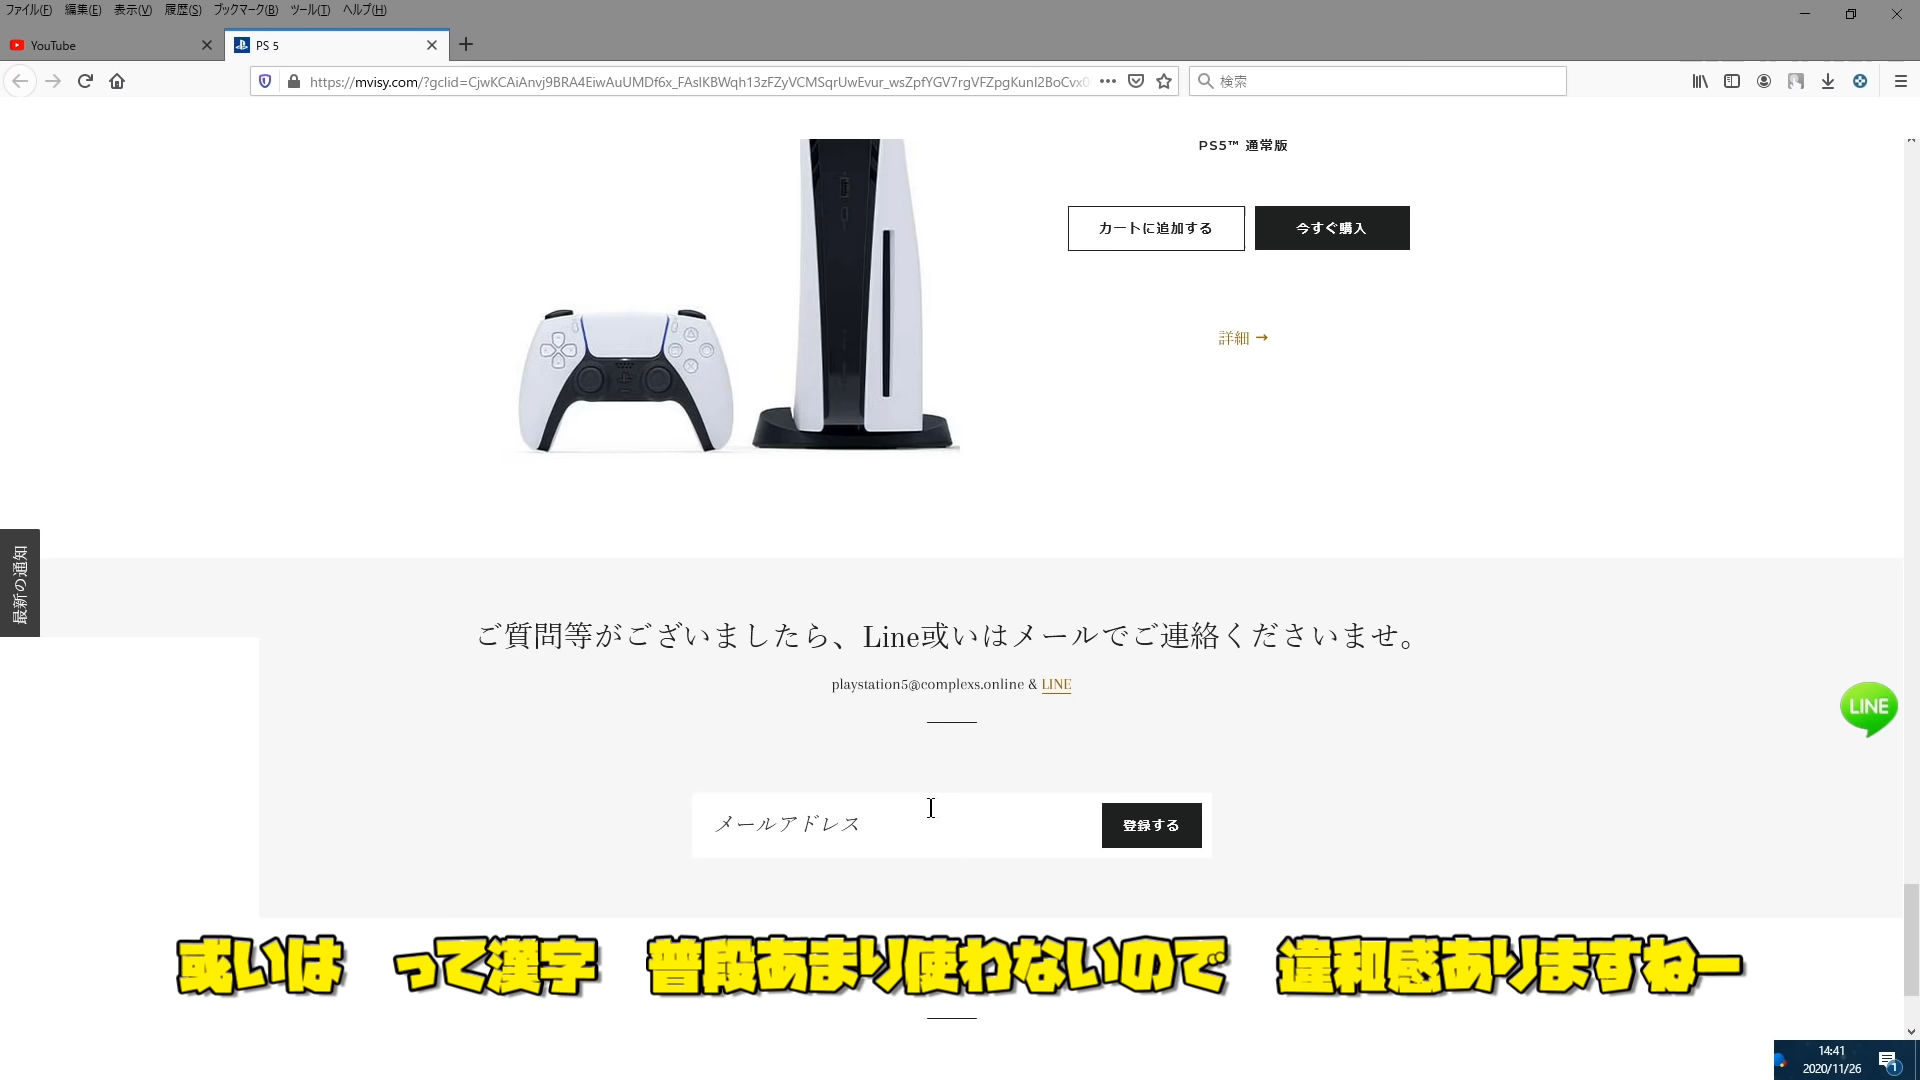 ファイル(F) 編集(E) 表示(V) 履歴(S) ブックマーク(B) ツール(T) ヘルプ(H)
YouTube
PS 5
https://mvisy.com/?gclid=CjwKCAiAnvj9BRA4EiwAuUMDf6x_FAsIKBWqh13zFZyVCMSqrUwEvur_wsZpfYGV7rgVFZpgKunI2BoCvx0
検索
PS5™ 通常版
カートに追加する
今すぐ購入
詳細 →
最新の通知
ご質問等がございましたら、Line或いはメールでご連絡くださいませ。
playstation5@complexs.online & LINE
LINE
メールアドレス
登録する
或いは って漢字 普段あまり使わないので 違和感ありますねー
14:41
2020/11/26
1